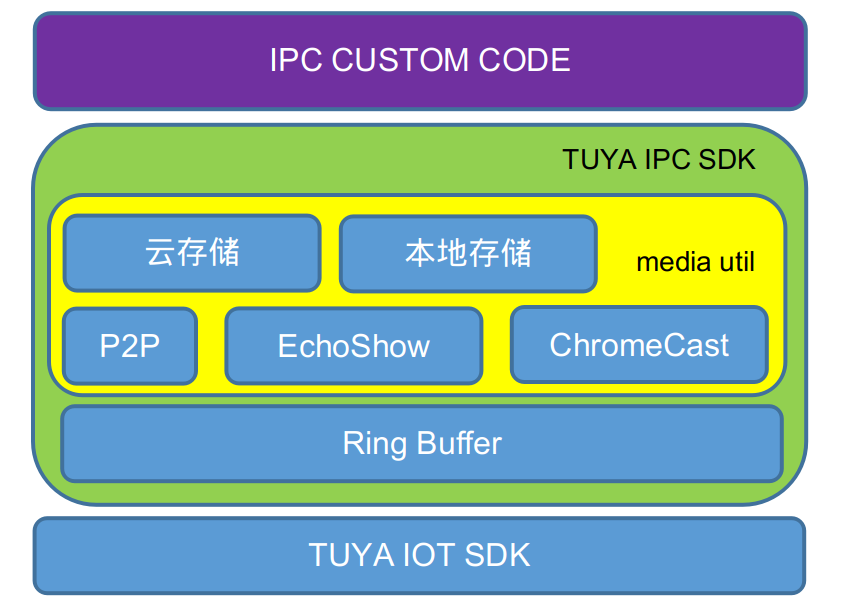 IPC CUSTOM CODE
TUYA IPC SDK
云存储
本地存储
media util
P2P
EchoShow
ChromeCast
Ring Buffer
TUYA IOT SDK